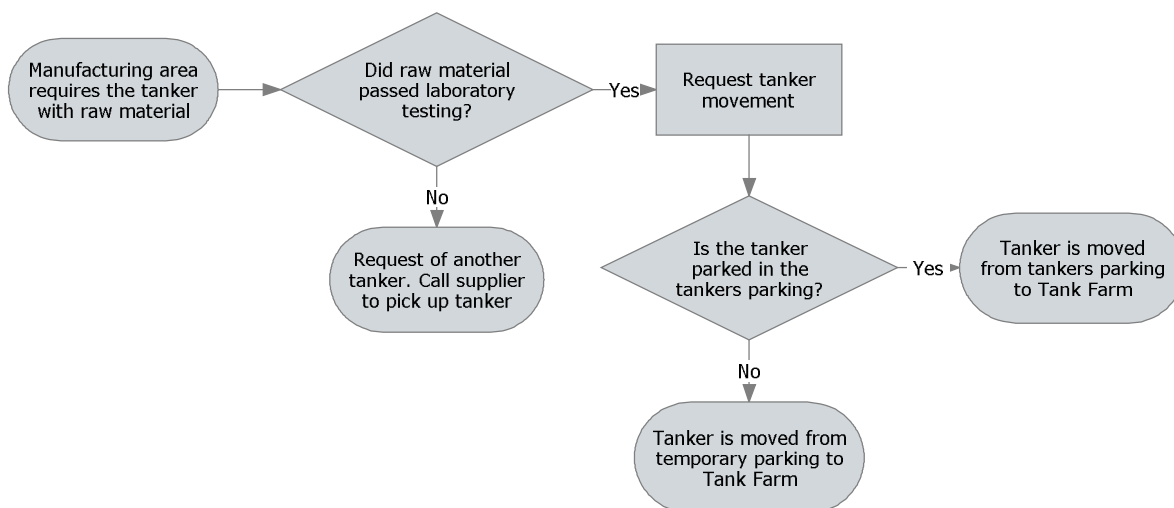 Manufacturing area
requires the tanker
with raw material
Did raw material
passed laboratory
testing?
Yes
Request tanker
movement
No
Request of another
tanker. Call supplier
to pick up tanker
Is the tanker
parked in the
tankers parking?
Yes
Tanker is moved
from tankers parking
to Tank Farm
No
Tanker is moved from
temporary parking to
Tank Farm